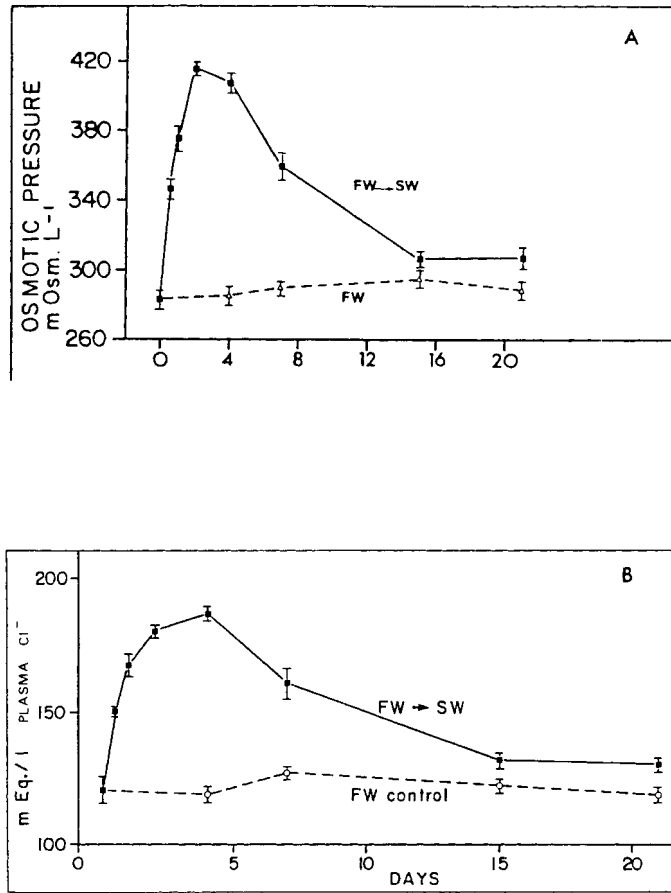 A
OSMOTIC PRESSURE
m Osm. L⁻¹
420
380
340
300
260
FW→SW
FW
0 4 8 12 16 20
B
m Eq./l PLASMA Cl⁻
200
150
100
FW → SW
FW control
0 5 10 15 20
DAYS